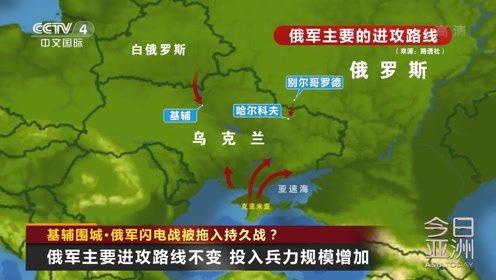 CCTV 4
中文国际
高清
俄军主要的进攻路线
(来源：路透社)
俄 罗 斯
白俄罗斯
别尔哥罗德
基辅
哈尔科夫
乌 克 兰
亚速海
克里米亚
今日
亚洲
ASIA TODAY
基辅围城·俄军闪电战被拖入持久战？
俄军主要进攻路线不变 投入兵力规模增加